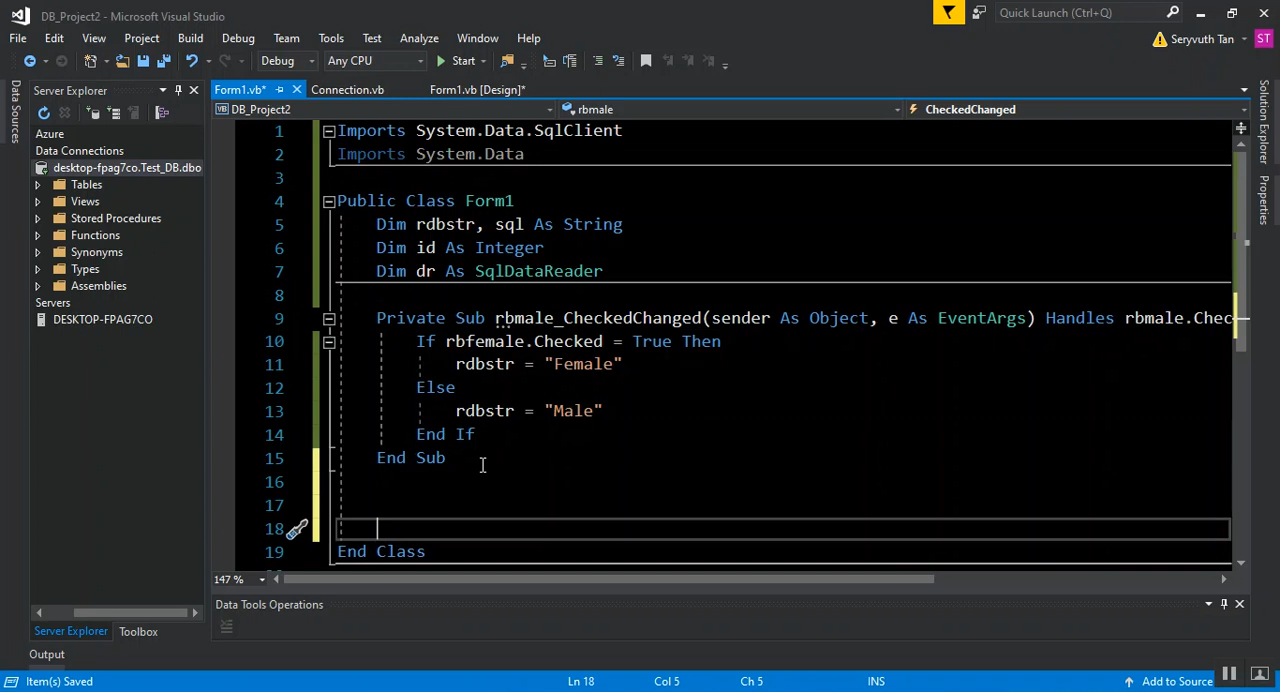 DB_Project2 - Microsoft Visual Studio
Quick Launch (Ctrl+Q)
File Edit View Project Build Debug Team Tools Test Analyze Window Help
Seryvuth Tan ST
Debug Any CPU Start
Data Sources
Server Explorer
Form1.vb* Connection.vb Form1.vb [Design]*
DB_Project2 rbmale CheckedChanged
Solution Explorer
Properties
Azure
Data Connections
desktop-fpag7co.Test_DB.dbo
Tables
Views
Stored Procedures
Functions
Synonyms
Types
Assemblies
Servers
DESKTOP-FPAG7CO
1 Imports System.Data.SqlClient
2 Imports System.Data
3
4 Public Class Form1
5 Dim rdbstr, sql As String
6 Dim id As Integer
7 Dim dr As SqlDataReader
8
9 Private Sub rbmale_CheckedChanged(sender As Object, e As EventArgs) Handles rbmale.Chec
10 If rbfemale.Checked = True Then
11 rdbstr = "Female"
12 Else
13 rdbstr = "Male"
14 End If
15 End Sub
16
17
18
19 End Class
147 %
Data Tools Operations
Server Explorer Toolbox
Output
Item(s) Saved Ln 18 Col 5 Ch 5 INS Add to Source